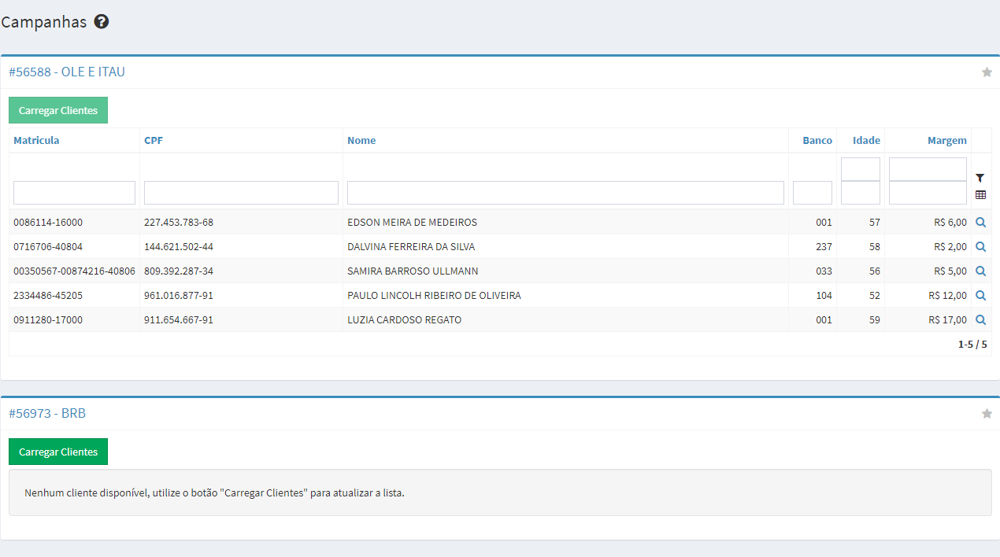 Campanhas
#56588 - OLE E ITAU
Carregar Clientes
Matricula CPF Nome Banco Idade Margem
0086114-16000 227.453.783-68 EDSON MEIRA DE MEDEIROS 001 57 R$ 6,00
0716706-40804 144.621.502-44 DALVINA FERREIRA DA SILVA 237 58 R$ 2,00
00350567-00874216-40806 809.392.287-34 SAMIRA BARROSO ULLMANN 033 56 R$ 5,00
2334486-45205 961.016.877-91 PAULO LINCOLH RIBEIRO DE OLIVEIRA 104 52 R$ 12,00
0911280-17000 911.654.667-91 LUZIA CARDOSO REGATO 001 59 R$ 17,00
1-5 / 5
#56973 - BRB
Carregar Clientes
Nenhum cliente disponível, utilize o botão "Carregar Clientes" para atualizar a lista.